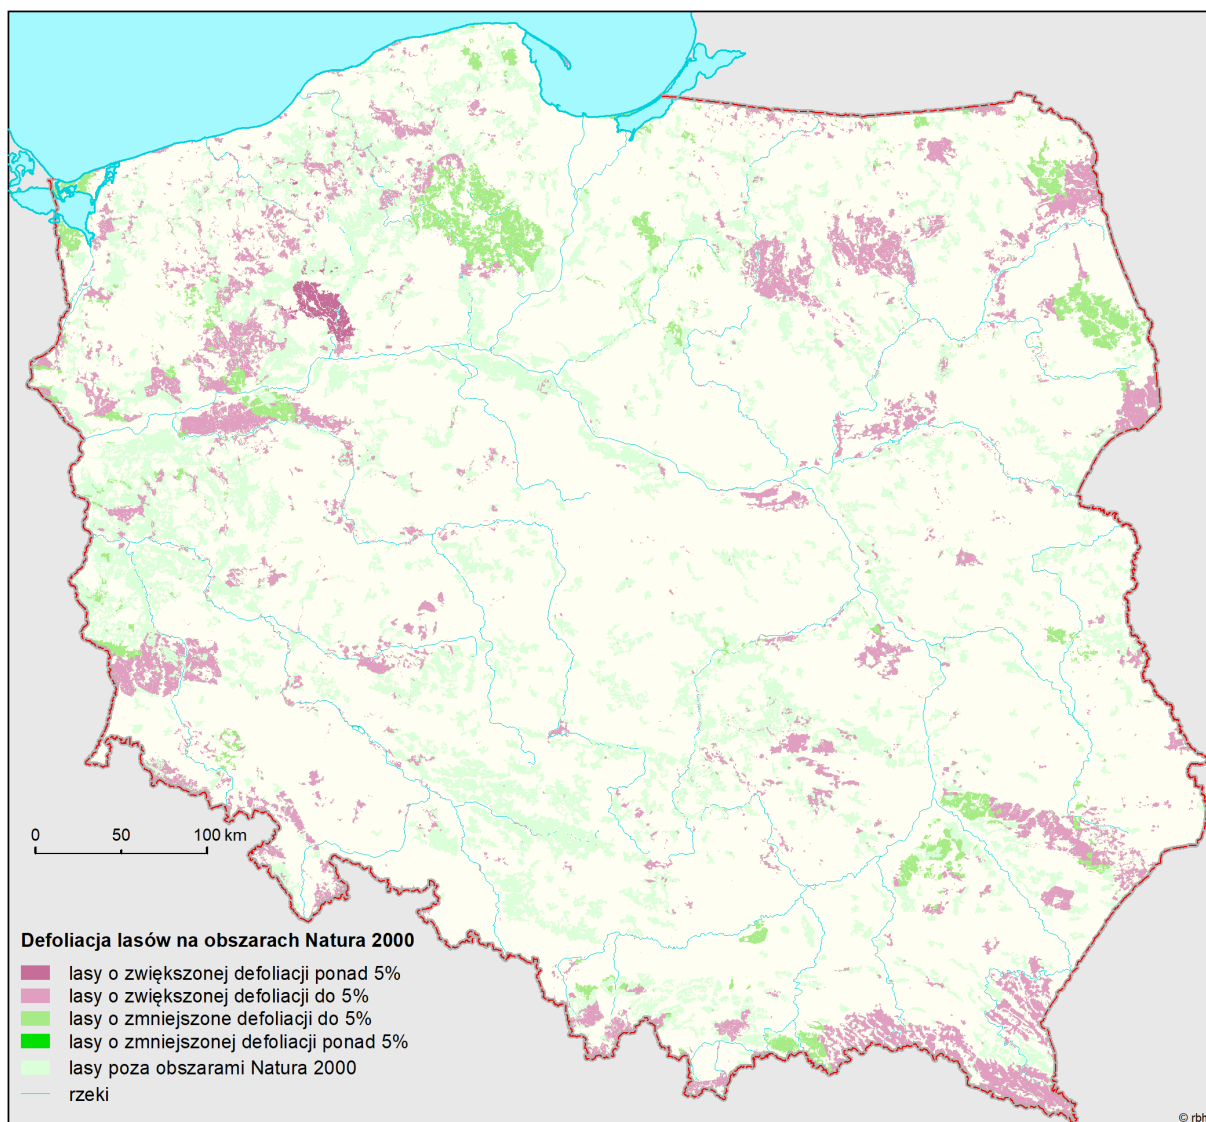 0 50 100 km
Defoliacja lasów na obszarach Natura 2000
lasy o zwiększonej defoliacji ponad 5%
lasy o zwiększonej defoliacji do 5%
lasy o zmniejszone defoliacji do 5%
lasy o zmniejszonej defoliacji ponad 5%
lasy poza obszarami Natura 2000
rzeki
© rbh